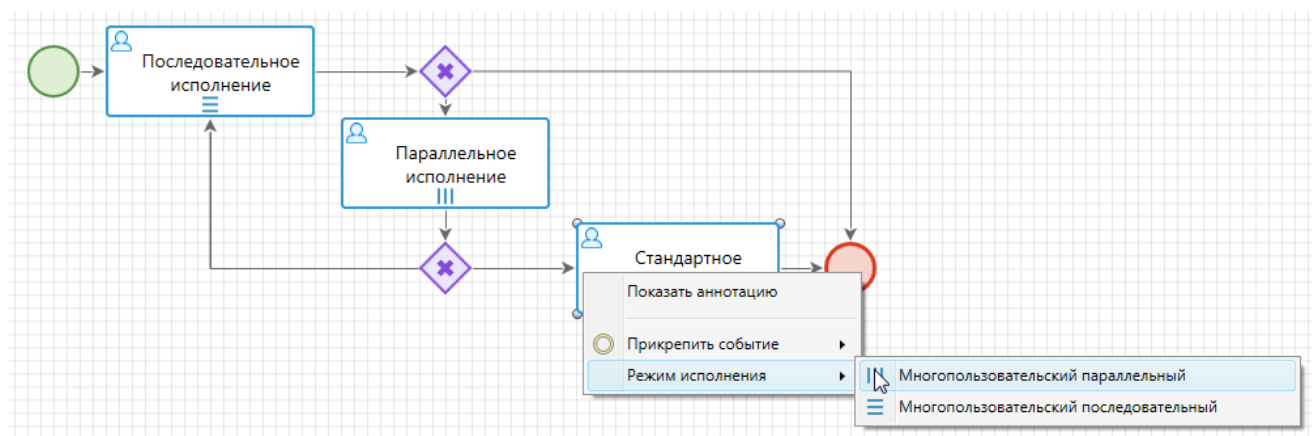 Последовательное
исполнение
Параллельное
исполнение
Стандартное
Показать аннотацию
Прикрепить событие
Режим исполнения
Многопользовательский параллельный
Многопользовательский последовательный